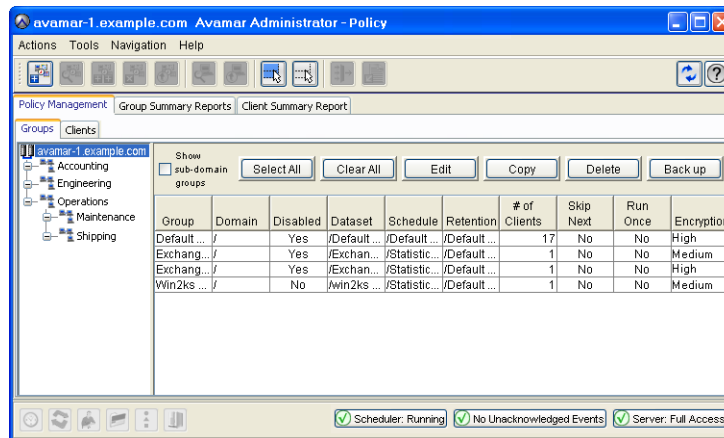 avamar-1.example.com Avamar Administrator - Policy
Actions Tools Navigation Help
Policy Management Group Summary Reports Client Summary Report
Groups Clients
avamar-1.example.com
Accounting
Engineering
Operations
Maintenance
Shipping
Show sub-domain groups
Select All Clear All Edit Copy Delete Back up
Group Domain Disabled Dataset Schedule Retention # of Clients Skip Next Run Once Encryption
Default ... / Yes /Default ... /Default ... /Default ... 17 No No High
Exchang... / Yes /Exchan... /Statistic... /Default ... 1 No No Medium
Exchang... / Yes /Exchan... /Statistic... /Default ... 1 No No High
Win2ks ... / No /win2ks ... /Statistic... /Default ... 1 No No Medium
Scheduler: Running No Unacknowledged Events Server: Full Access